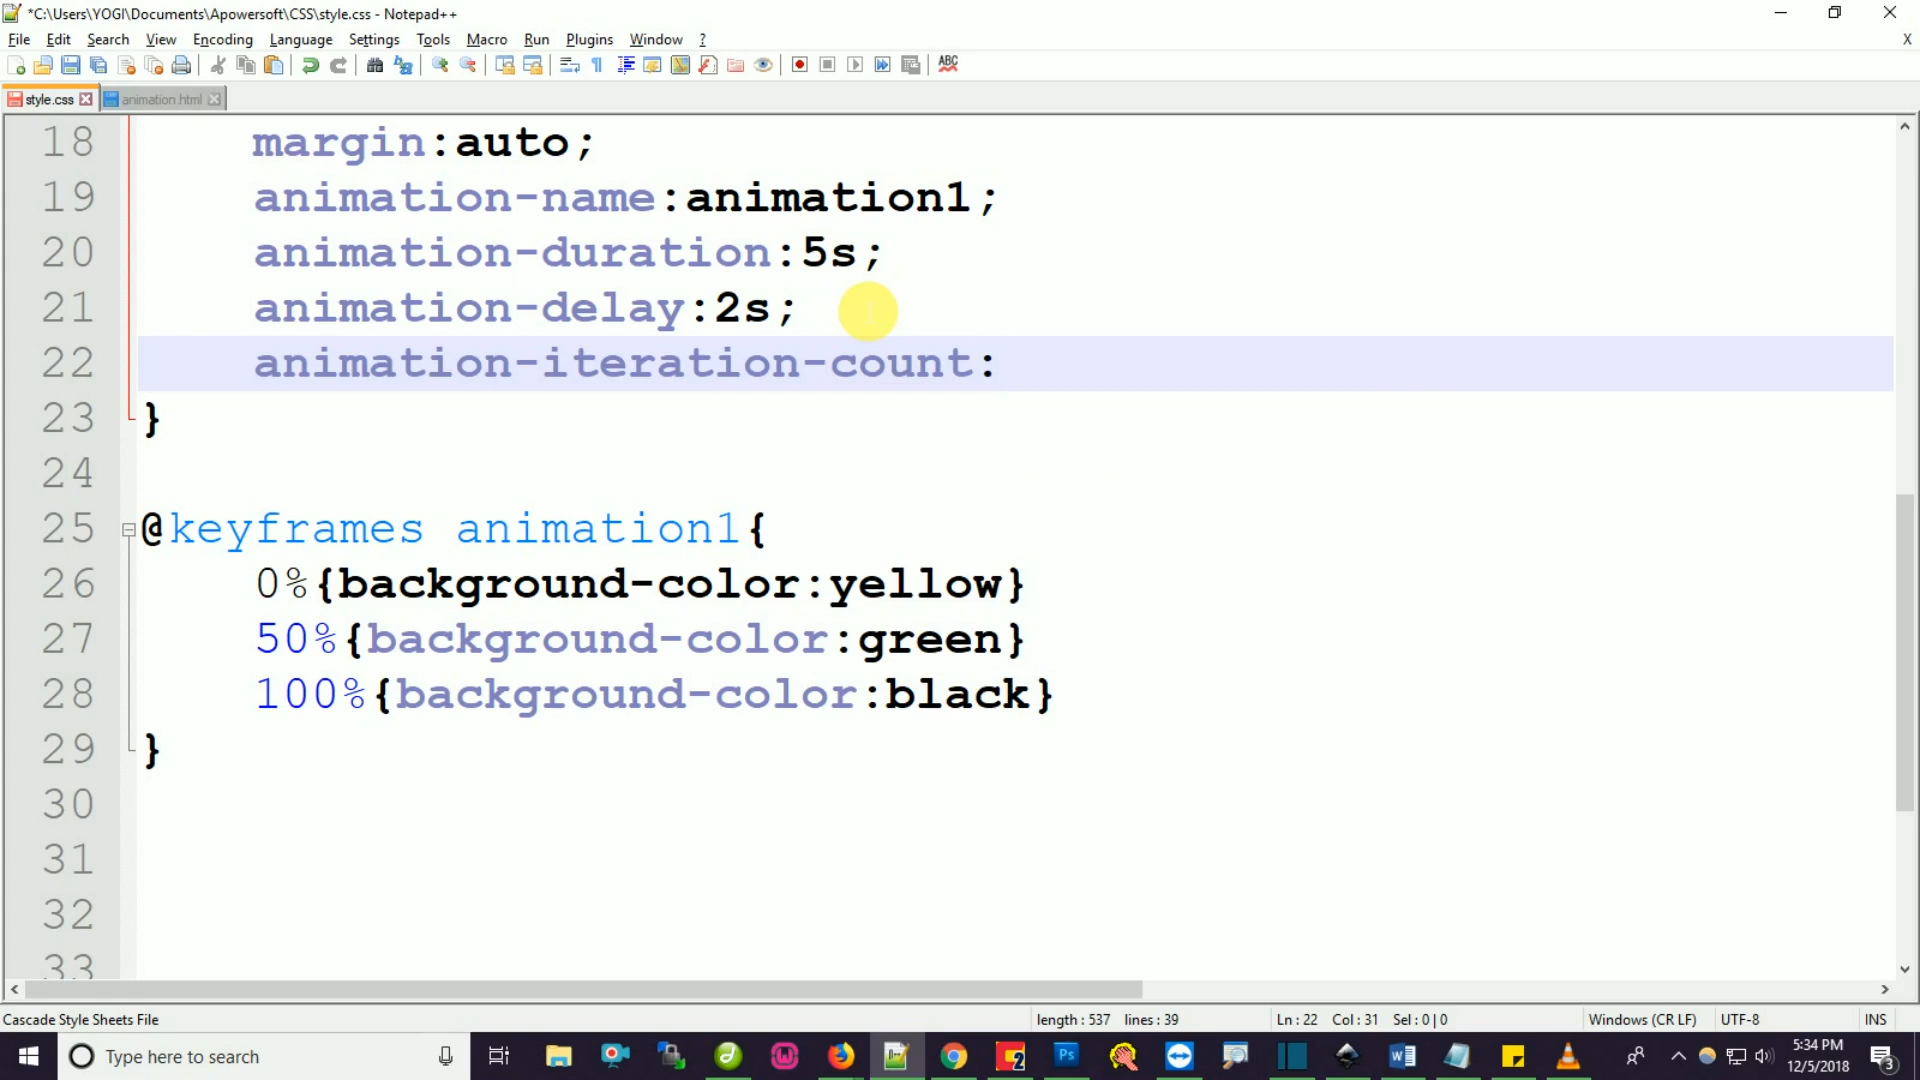 *C:\Users\YOGI\Documents\Apowersoft\CSS\style.css - Notepad++
File Edit Search View Encoding Language Settings Tools Macro Run Plugins Window ? X
ABC
style.css animation.html
18 margin:auto;
19 animation-name:animation1;
20 animation-duration:5s;
21 animation-delay:2s;
22 animation-iteration-count:
23 }
24
25 @keyframes animation1{
26 0%{background-color:yellow}
27 50%{background-color:green}
28 100%{background-color:black}
29 }
30
31
32
33
Cascade Style Sheets File length : 537 lines : 39 Ln : 22 Col : 31 Sel : 0 | 0 Windows (CR LF) UTF-8 INS
Type here to search 2 Ps 5:34 PM
12/5/2018 3